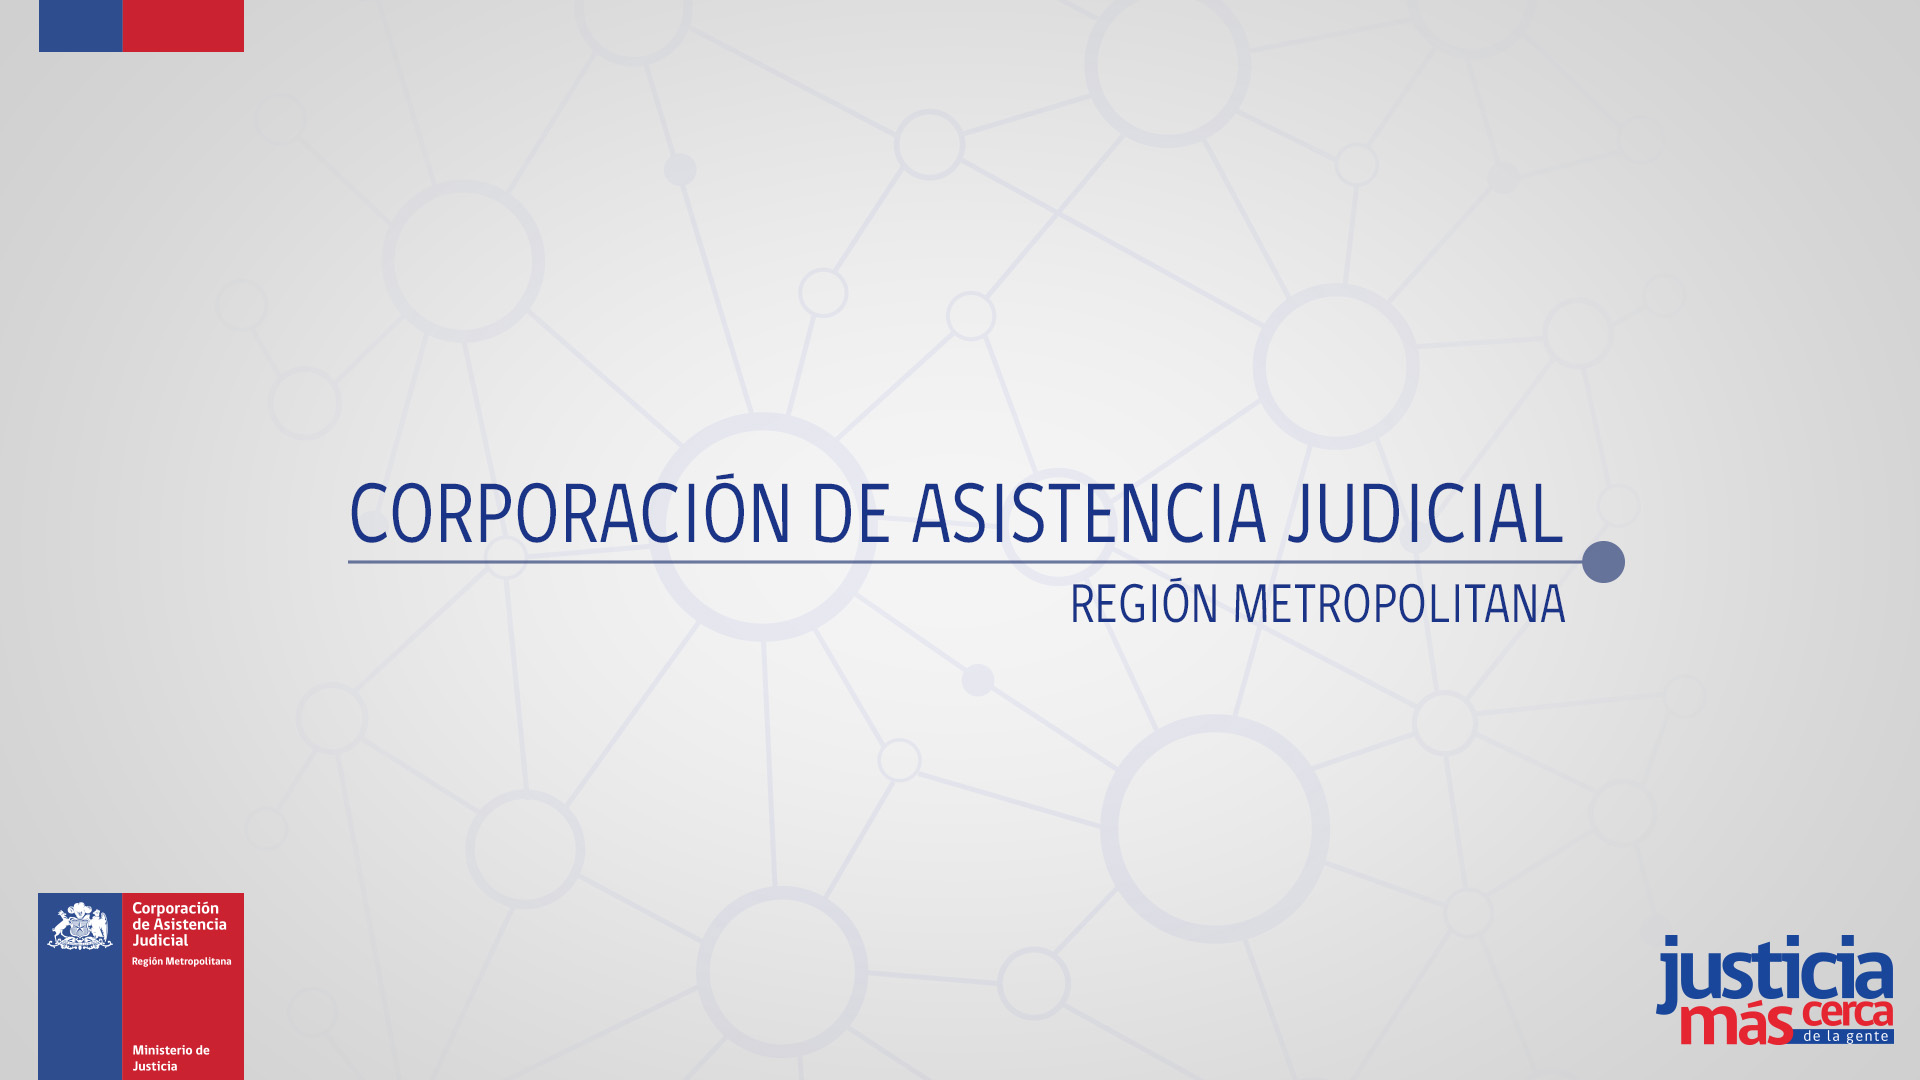 CORPORACIÓN DE ASISTENCIA JUDICIAL
REGIÓN METROPOLITANA
Corporación
de Asistencia
Judicial
Región Metropolitana
Ministerio de
Justicia
justicia
más cerca
de la gente